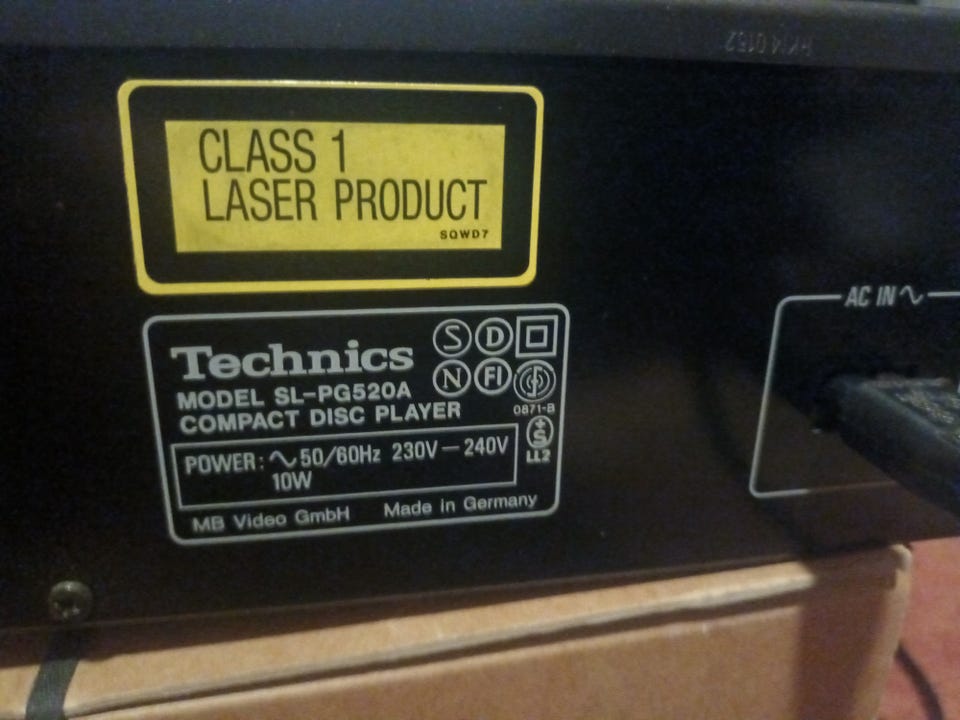 CLASS 1
LASER PRODUCT
SQWD7
AC IN
Technics
S D
MODEL SL-PG520A
N FI
COMPACT DISC PLAYER
0871-B
POWER: ∿50/60Hz 230V—240V
10W
+
S
LL2
MB Video GmbH Made in Germany